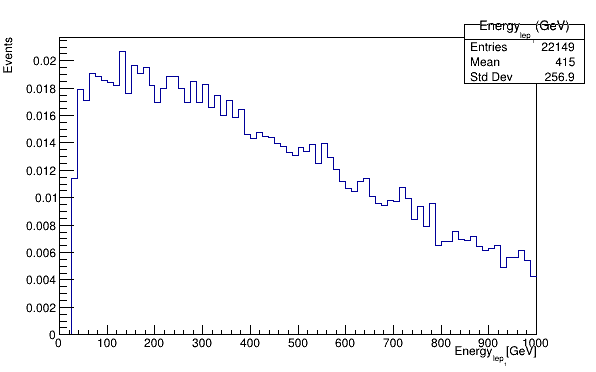 Energy_lep_1 (GeV)
Entries 22149
Mean 415
Std Dev 256.9
Events
0.02
0.018
0.016
0.014
0.012
0.01
0.008
0.006
0.004
0.002
0
0 100 200 300 400 500 600 700 800 900 1000
Energy_lep_1 [GeV]